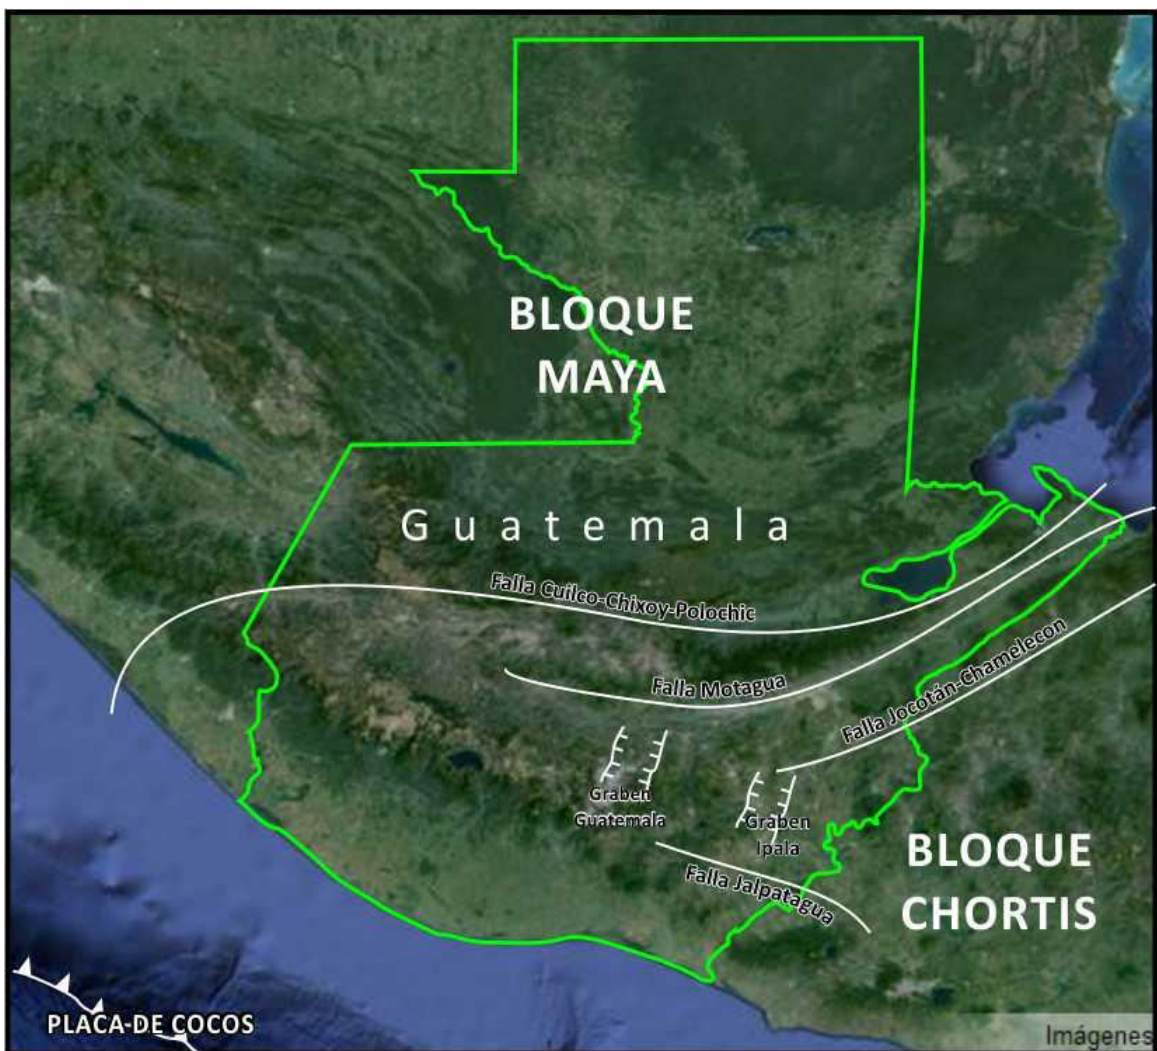 BLOQUE
MAYA
Guatemala
Falla Cuilco-Chixoy-Polochic
Falla Motagua
Falla Jocotán-Chamelecon
Graben
Guatemala
Graben
Ipala
Falla Jalpatagua
BLOQUE
CHORTIS
PLACA DE COCOS
Imágenes